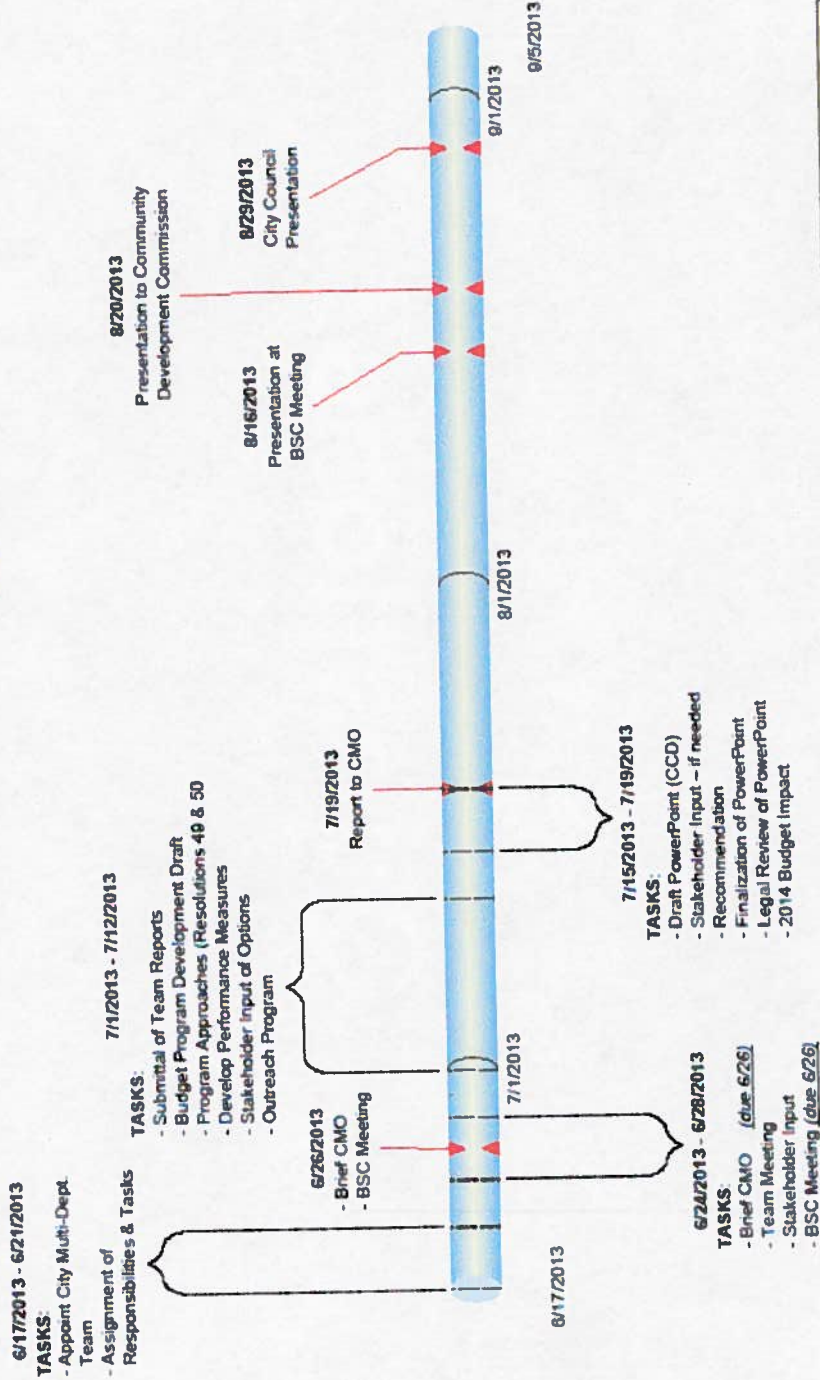 6/17/2013 - 6/21/2013
TASKS:
- Appoint City Multi-Dept.
Team
- Assignment of
Responsibilities & Tasks
7/1/2013 - 7/12/2013
TASKS:
- Submittal of Team Reports
- Budget Program Development Draft
- Program Approaches (Resolutions 49 & 50
- Develop Performance Measures
- Stakeholder Input of Options
- Outreach Program
6/26/2013
- Brief CMO
- BSC Meeting
7/19/2013
Report to CMO
8/16/2013
Presentation at
BSC Meeting
8/20/2013
Presentation to Community
Development Commission
8/29/2013
City Council
Presentation
6/17/2013
7/1/2013
8/1/2013
9/1/2013
9/5/2013
6/24/2013 - 6/28/2013
TASKS:
- Brief CMO (due 6/26)
- Team Meeting
- Stakeholder Input
- BSC Meeting (due 6/26)
7/15/2013 - 7/19/2013
TASKS:
- Draft PowerPoint (CCD)
- Stakeholder Input – if needed
- Recommendation
- Finalization of PowerPoint
- Legal Review of PowerPoint
- 2014 Budget Impact